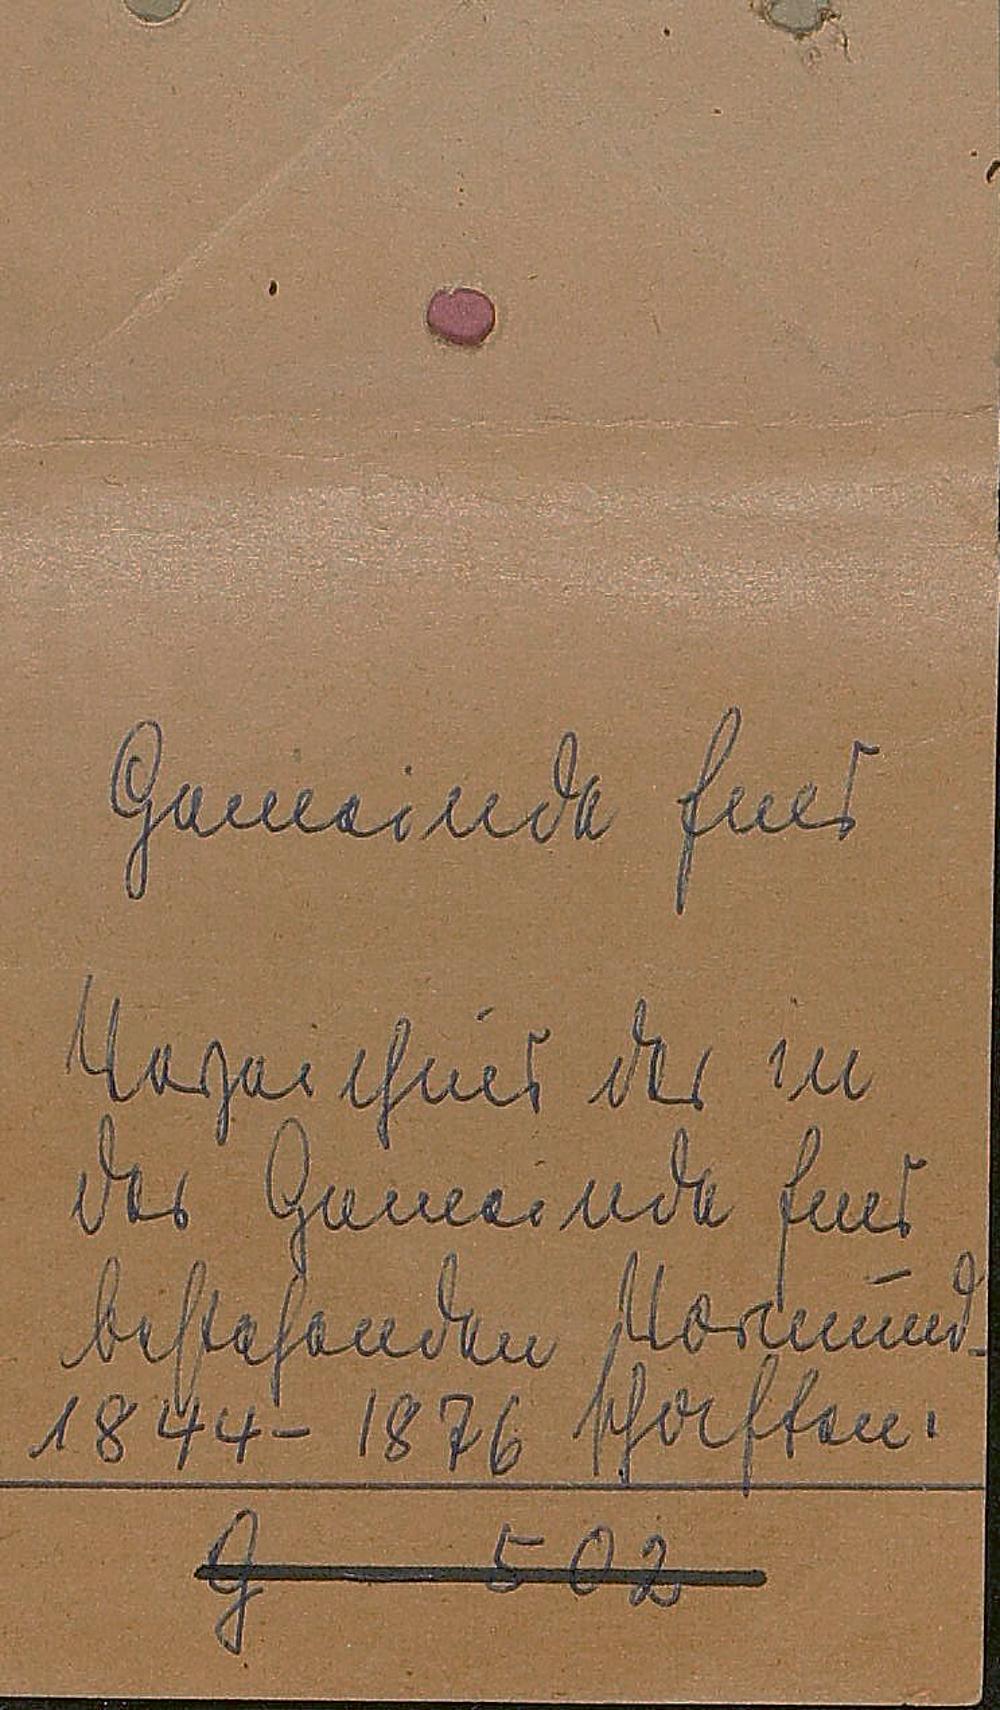 Gemeinde
Verzeichnis der in
der Gemeinde
bestehenden Vormund-
1844-1876 schaften.
G — 502